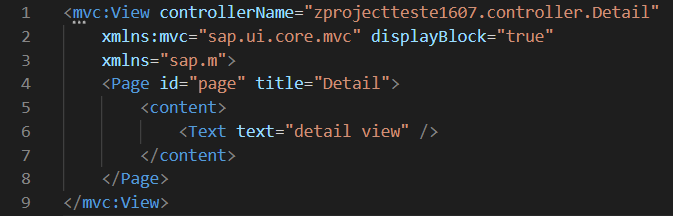 1 <mvc:View controllerName="zprojectteste1607.controller.Detail"
2     xmlns:mvc="sap.ui.core.mvc" displayBlock="true"
3     xmlns="sap.m">
4     <Page id="page" title="Detail">
5         <content>
6             <Text text="detail view" />
7         </content>
8     </Page>
9 </mvc:View>